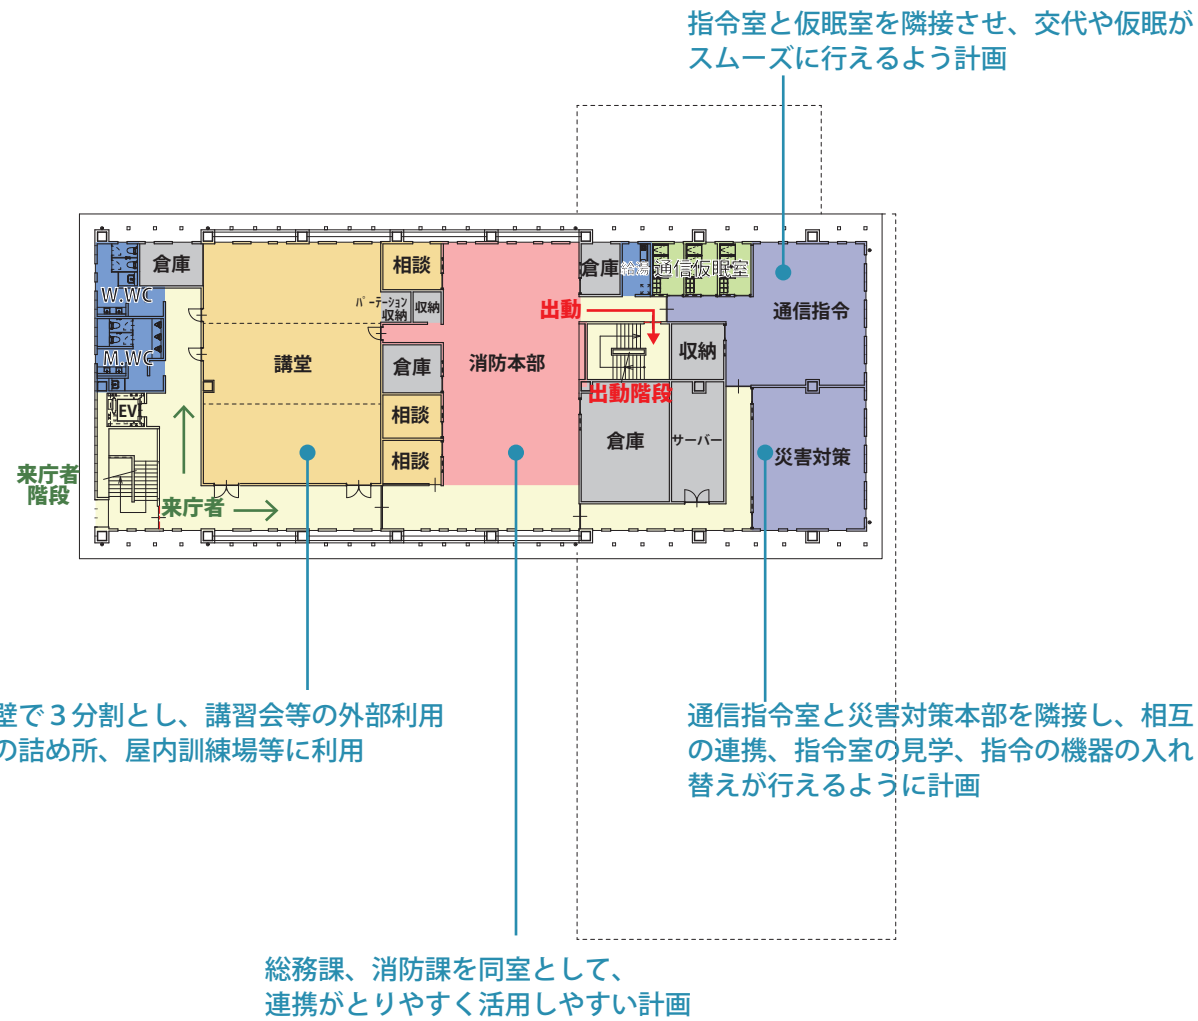 指令室と仮眠室を隣接させ、交代や仮眠が
スムーズに行えるよう計画
倉庫
W.WC
M.WC
EV
来庁者
階段
来庁者
講堂
相談
パーテーション
収納
収納
倉庫
相談
相談
消防本部
倉庫
給湯
通信仮眠室
出動
出動階段
収納
倉庫
サーバー
通信指令
災害対策
壁で３分割とし、講習会等の外部利用
の詰め所、屋内訓練場等に利用
通信指令室と災害対策本部を隣接し、相互
の連携、指令室の見学、指令の機器の入れ
替えが行えるように計画
総務課、消防課を同室として、
連携がとりやすく活用しやすい計画